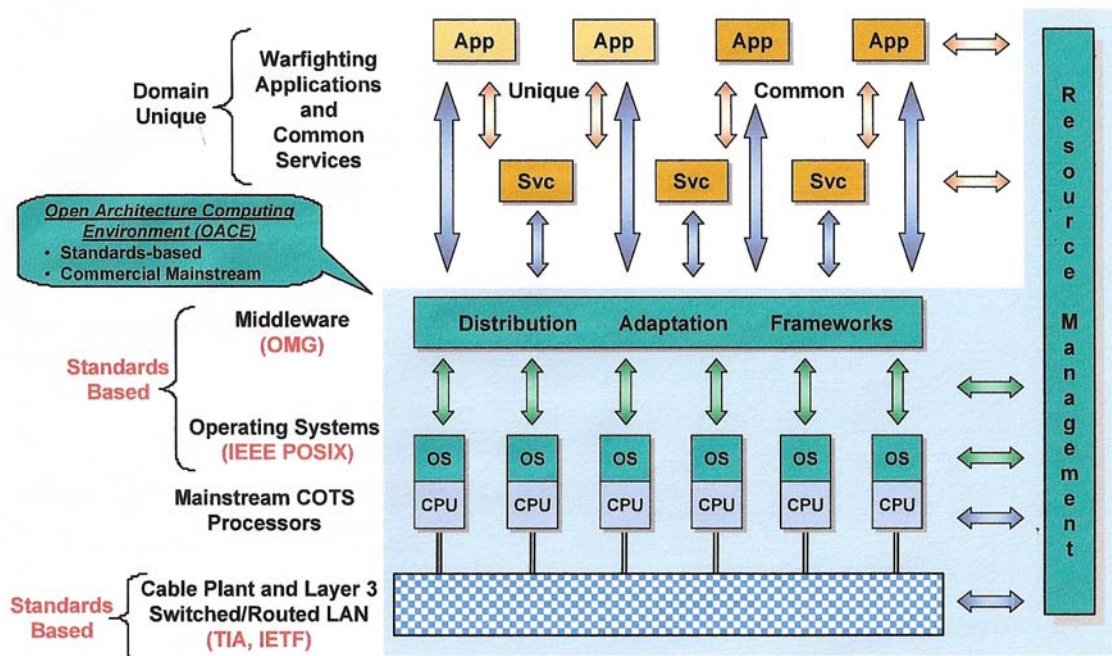 App App App App
Domain
Unique
Warfighting
Applications
and
Common
Services
Unique Common
Svc Svc Svc
Open Architecture Computing
Environment (OACE)
• Standards-based
• Commercial Mainstream
Standards
Based
Middleware
(OMG)
Distribution Adaptation Frameworks
Operating Systems
(IEEE POSIX)
OS OS OS OS OS OS
Mainstream COTS
Processors
CPU CPU CPU CPU CPU CPU
Standards
Based
Cable Plant and Layer 3
Switched/Routed LAN
(TIA, IETF)
Resource Management